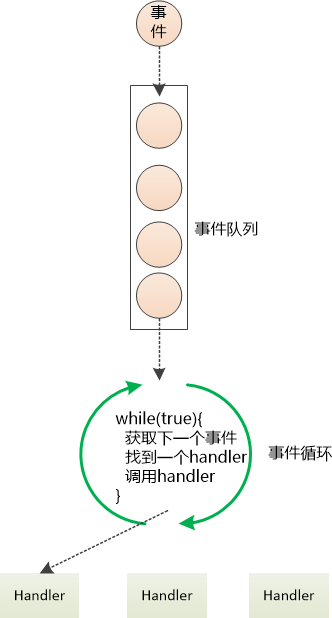 事
件
事件队列
while(true){
获取下一个事件
找到一个handler
调用handler
}
事件循环
Handler
Handler
Handler